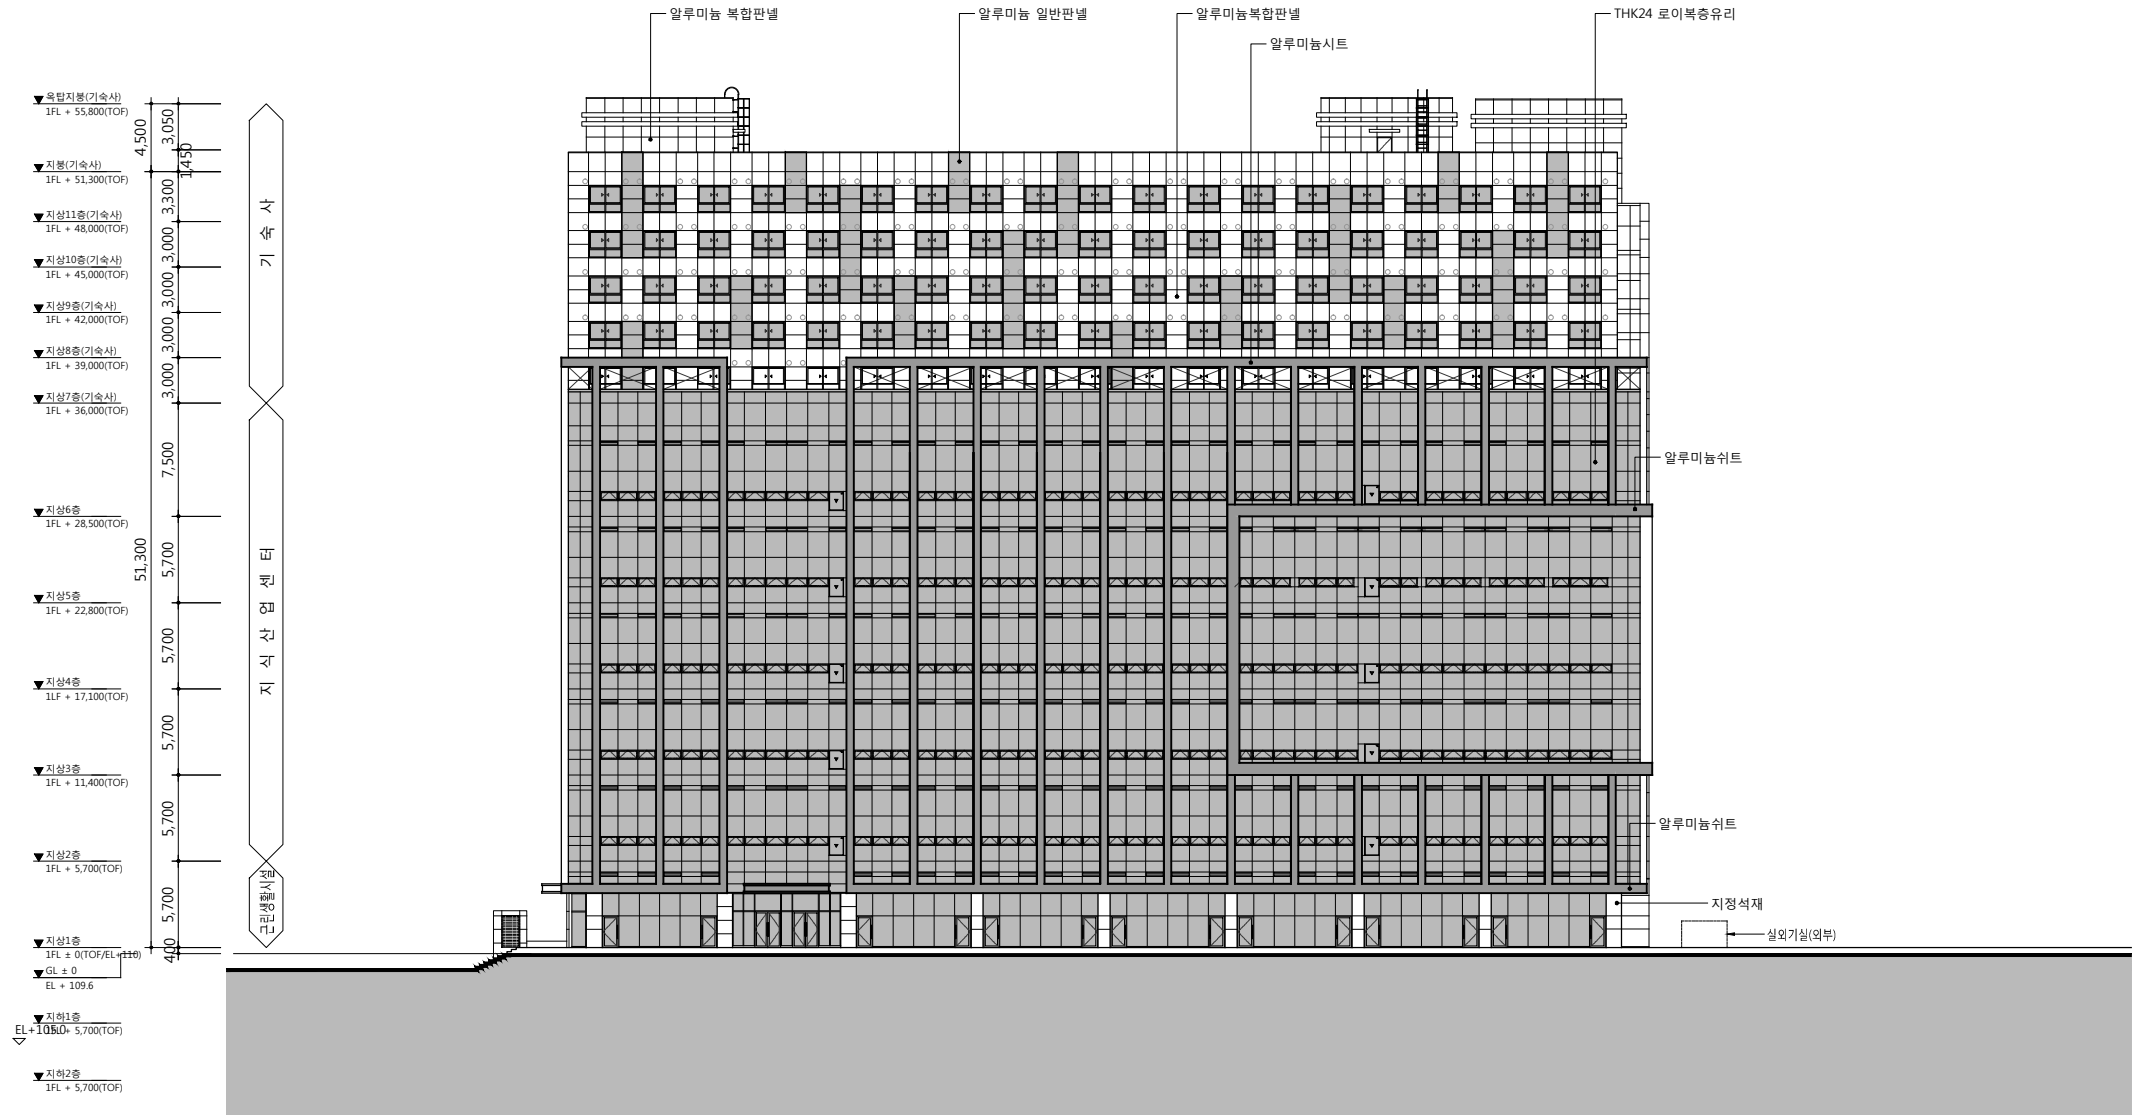 알루미늄 복합판넬
알루미늄 일반판넬
알루미늄복합판넬
THK24 로이복층유리
알루미늄시트
옥탑지붕(기숙사)
1FL + 55,800(TOF)
지붕(기숙사)
1FL + 51,300(TOF)
지상11층(기숙사)
1FL + 48,000(TOF)
지상10층(기숙사)
1FL + 45,000(TOF)
지상9층(기숙사)
1FL + 42,000(TOF)
지상8층(기숙사)
1FL + 39,000(TOF)
지상7층(기숙사)
1FL + 36,000(TOF)
지상6층
1FL + 28,500(TOF)
지상5층
1FL + 22,800(TOF)
지상4층
1LF + 17,100(TOF)
지상3층
1FL + 11,400(TOF)
지상2층
1FL + 5,700(TOF)
지상1층
1FL ± 0(TOF/EL+110)
GL ± 0
EL + 109.6
지하1층
1FL + 5,700(TOF)
EL+105.0
지하2층
1FL + 5,700(TOF)
4,500
51,300
3,050
1,450
3,300
3,000
3,000
3,000
3,000
7,500
5,700
5,700
5,700
5,700
5,700
400
기 숙 사
지 식 산 업 센 터
근린생활시설
알루미늄쉬트
알루미늄쉬트
지정석재
실외기실(외부)